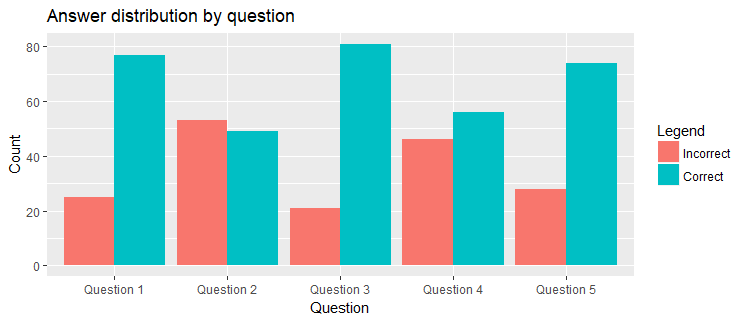 Answer distribution by question
Count
80
60
40
20
0
Question 1
Question 2
Question 3
Question 4
Question 5
Question
Legend
Incorrect
Correct